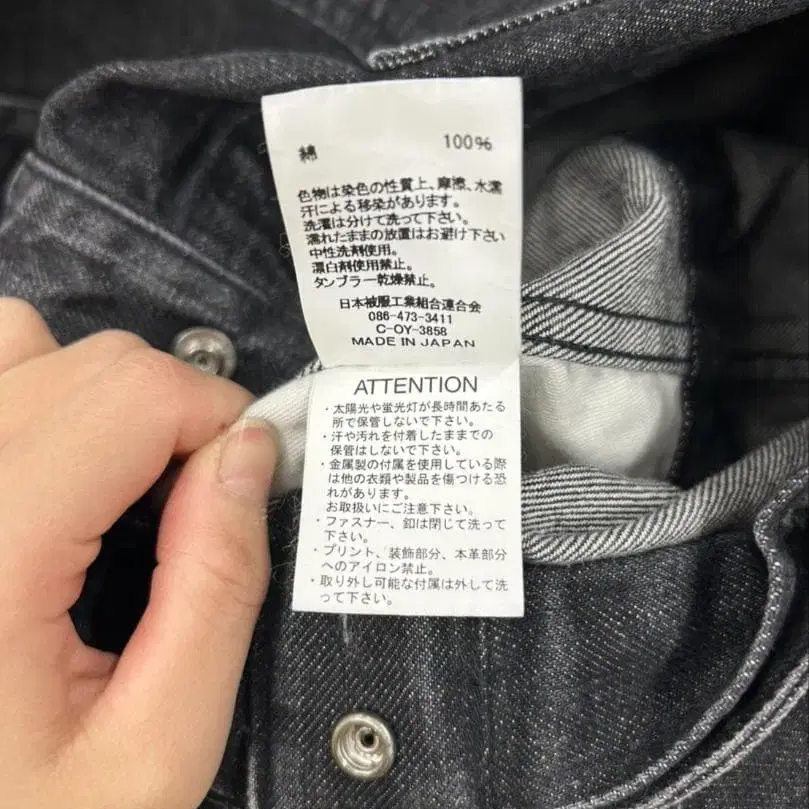 綿 100%
色物は染色の性質上、摩擦、水濡
汗による移染があります。
洗濯は分けて洗って下さい。
濡れたままの放置はお避け下さい
中性洗剤使用。
漂白剤使用禁止。
タンブラー乾燥禁止。
日本被服工業組合連合会
086-473-3411
C-OY-3858
MADE IN JAPAN
ATTENTION
・太陽光や蛍光灯が長時間あたる
所で保管しないで下さい。
・汗や汚れを付着したままでの
保管はしないで下さい。
・金属製の付属を使用している際
は他の衣類や製品を傷つける恐
れがあります。
お取扱いにご注意下さい。
・ファスナー、釦は閉じて洗って
下さい。
・プリント、装飾部分、本革部分
へのアイロン禁止。
・取り外し可能な付属は外して洗
って下さい。